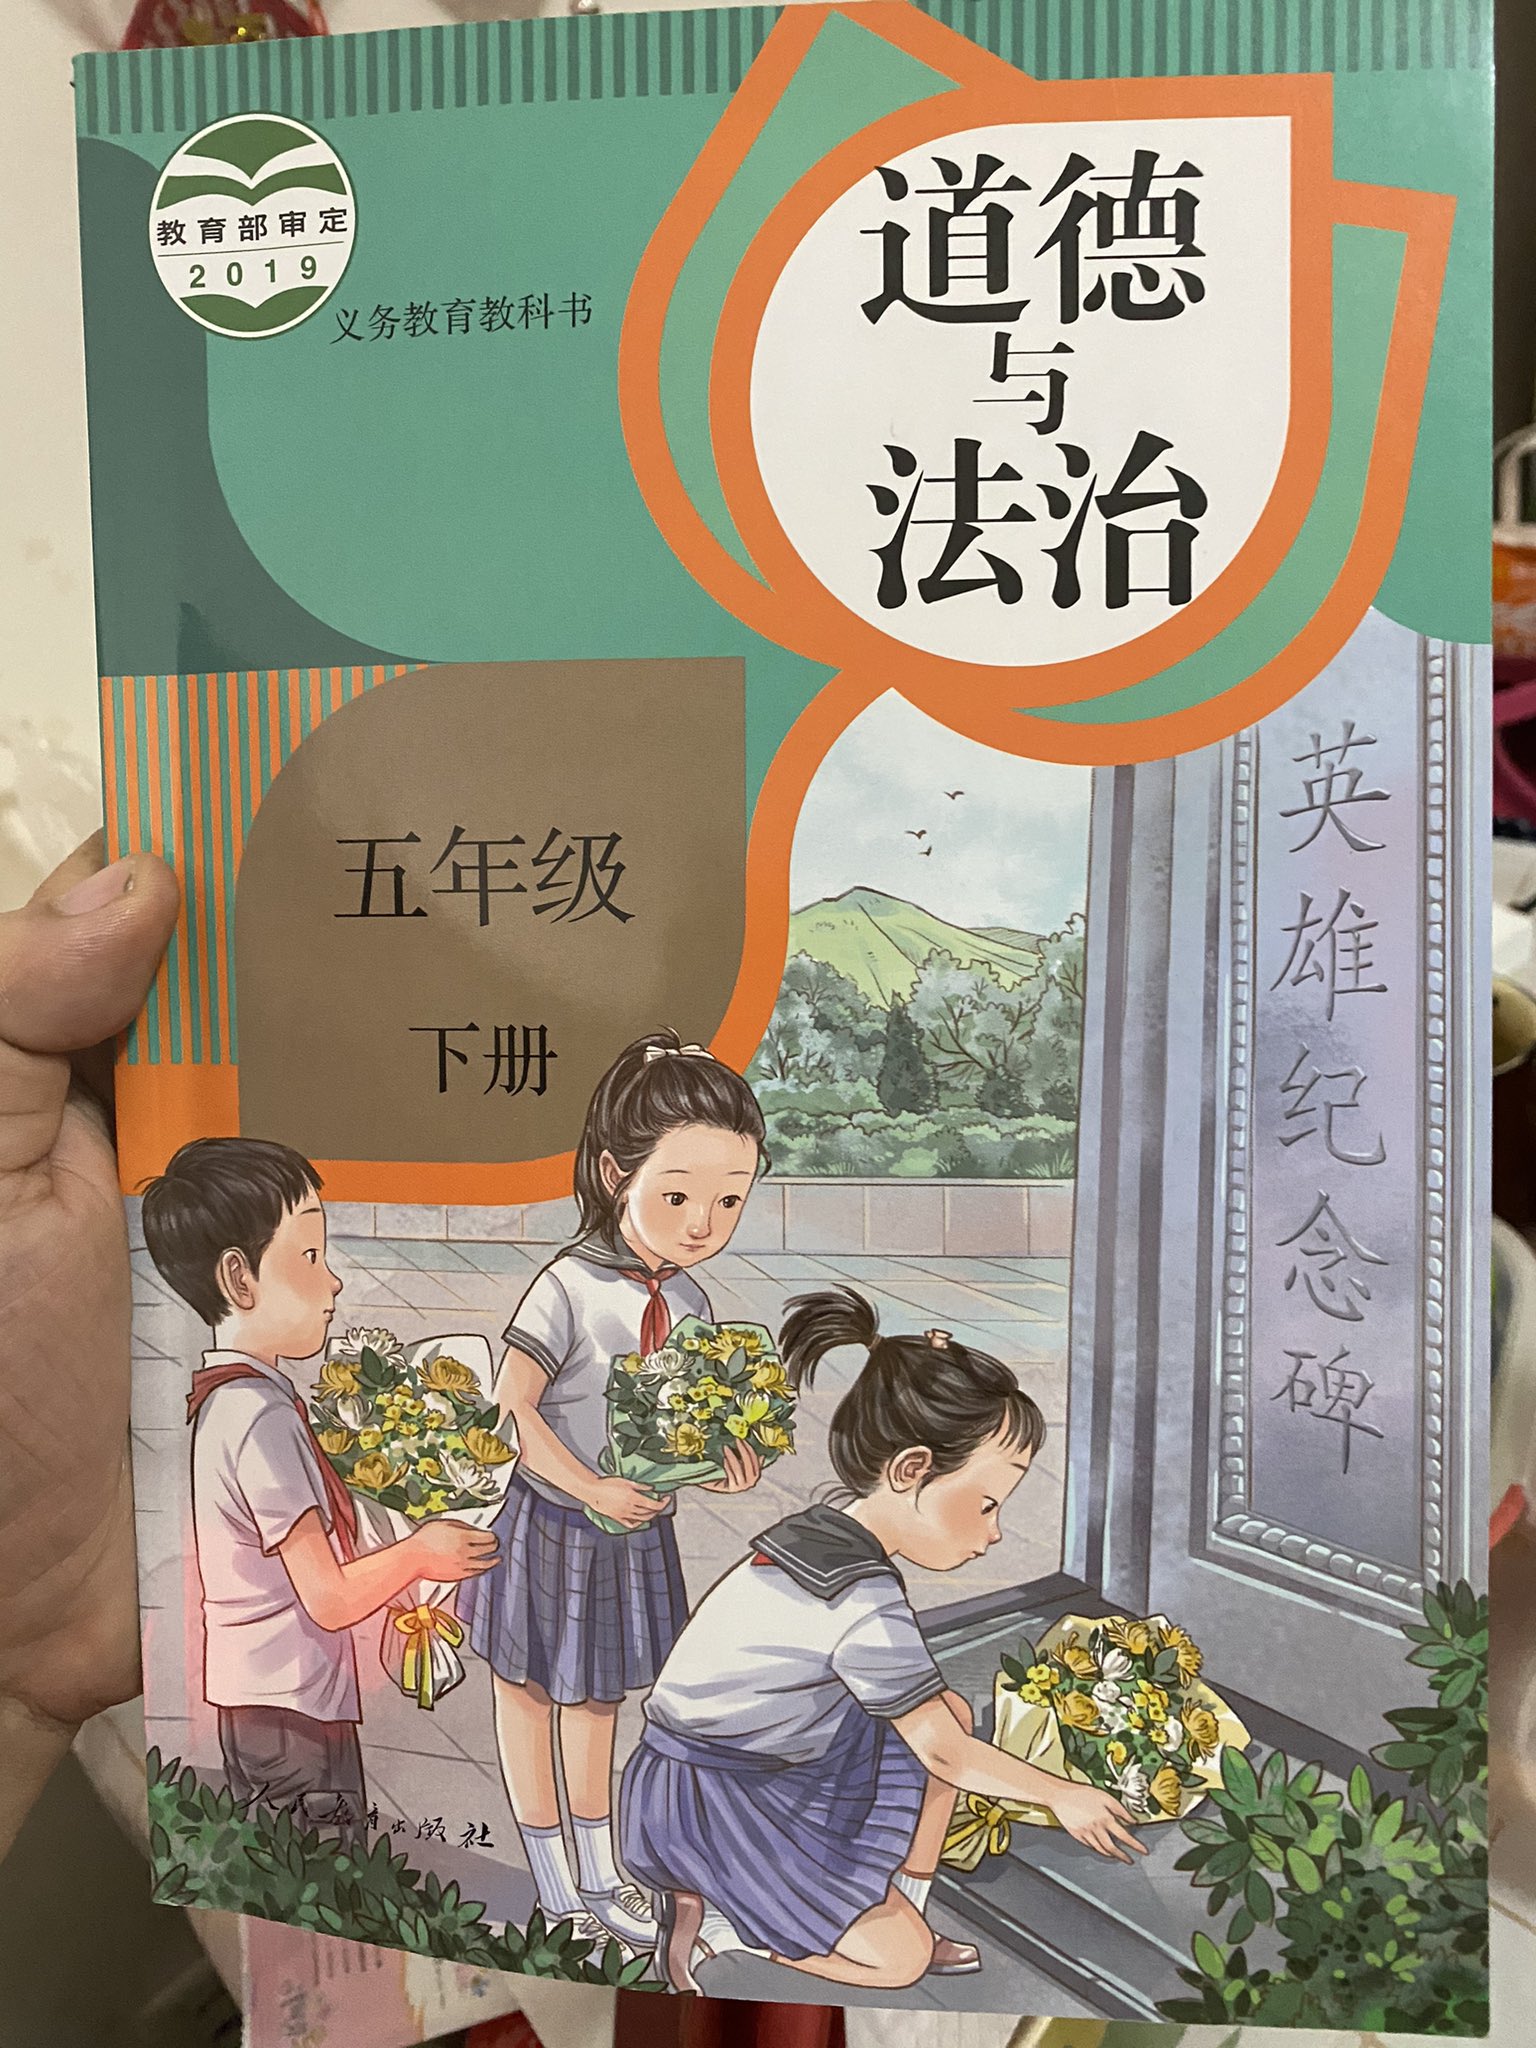 教育部审定
2019
义务教育教科书
道德
与
法治
五年级
下册
英雄纪念碑
人民教育出版社